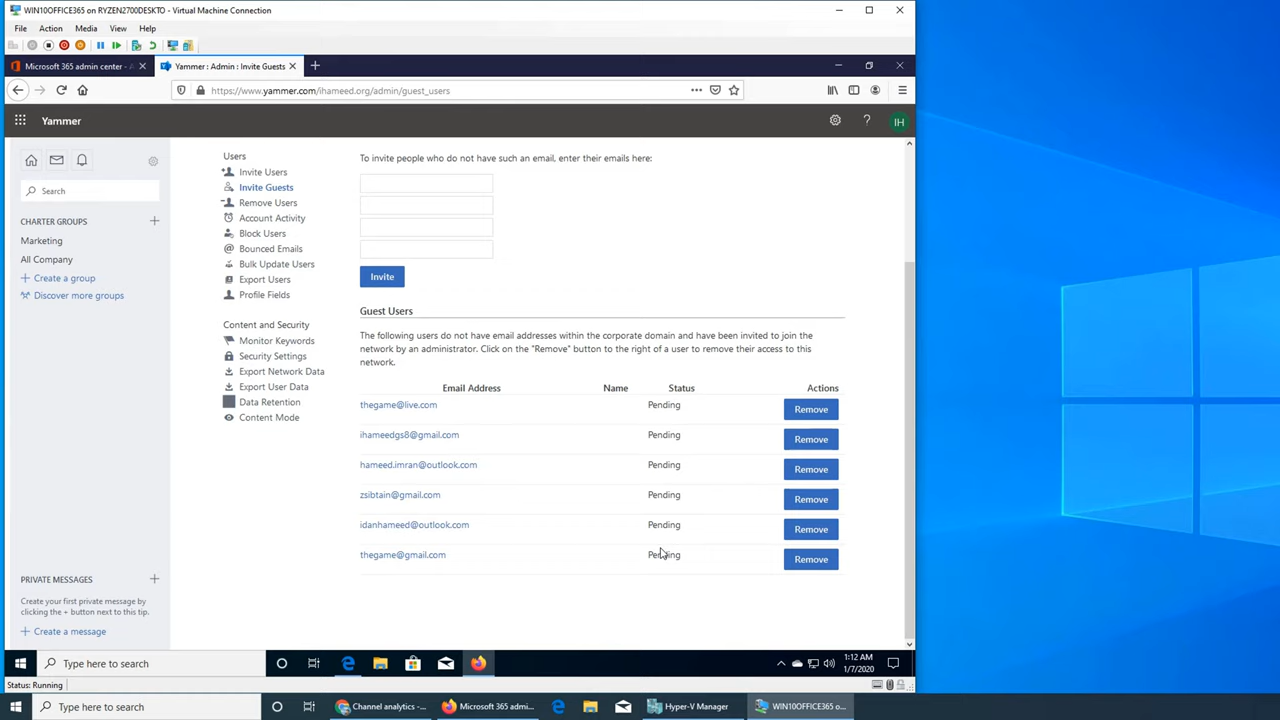 WIN10OFFICE365 on RYZEN2700DESKTO - Virtual Machine Connection
File Action Media View Help
Microsoft 365 admin center - A
Yammer : Admin : Invite Guests
https://www.yammer.com/ihameed.org/admin/guest_users
Yammer
IH
Search
CHARTER GROUPS
Marketing
All Company
Create a group
Discover more groups
PRIVATE MESSAGES
Create your first private message by
clicking the + button next to this tip.
Create a message
Users
Invite Users
Invite Guests
Remove Users
Account Activity
Block Users
Bounced Emails
Bulk Update Users
Export Users
Profile Fields
Content and Security
Monitor Keywords
Security Settings
Export Network Data
Export User Data
Data Retention
Content Mode
To invite people who do not have such an email, enter their emails here:
Invite
Guest Users
The following users do not have email addresses within the corporate domain and have been invited to join the
network by an administrator. Click on the "Remove" button to the right of a user to remove their access to this
network.
Email Address Name Status Actions
thegame@live.com Pending Remove
ihameedgs8@gmail.com Pending Remove
hameed.imran@outlook.com Pending Remove
zsibtain@gmail.com Pending Remove
idanhameed@outlook.com Pending Remove
thegame@gmail.com Pending Remove
Type here to search
1:12 AM
1/7/2020
Status: Running
Type here to search
Channel analytics -...
Microsoft 365 admi...
Hyper-V Manager
WIN10OFFICE365 o...